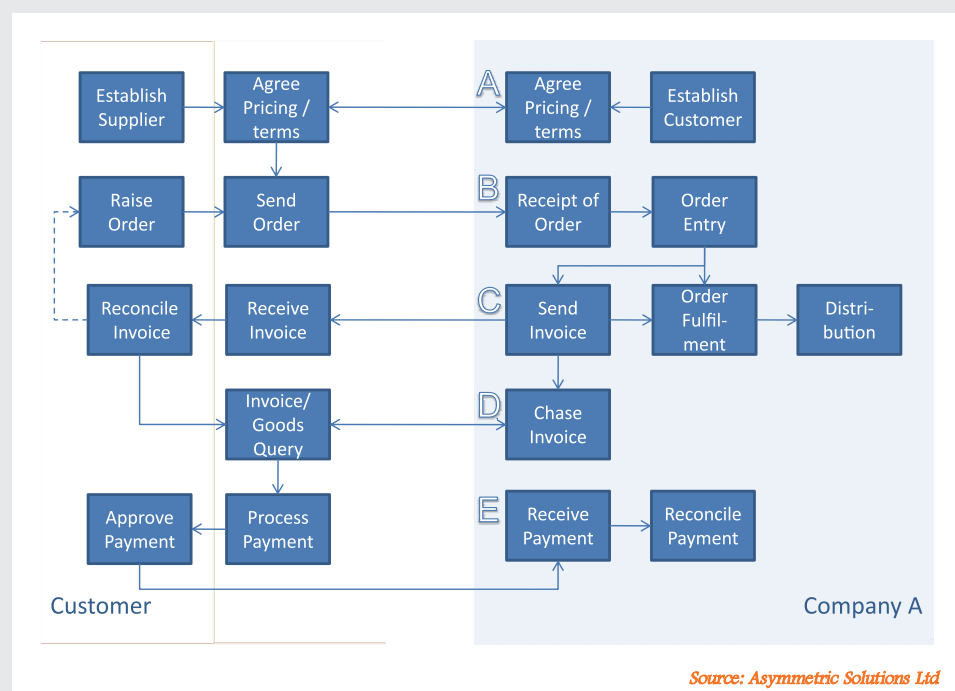 Establish
Supplier
Agree
Pricing /
terms
A
Agree
Pricing /
terms
Establish
Customer
Raise
Order
Send
Order
B
Receipt of
Order
Order
Entry
Reconcile
Invoice
Receive
Invoice
C
Send
Invoice
Order
Fulfil-
ment
Distri-
bution
Invoice/
Goods
Query
D
Chase
Invoice
Approve
Payment
Process
Payment
E
Receive
Payment
Reconcile
Payment
Customer
Company A
Source: Asymmetric Solutions Ltd